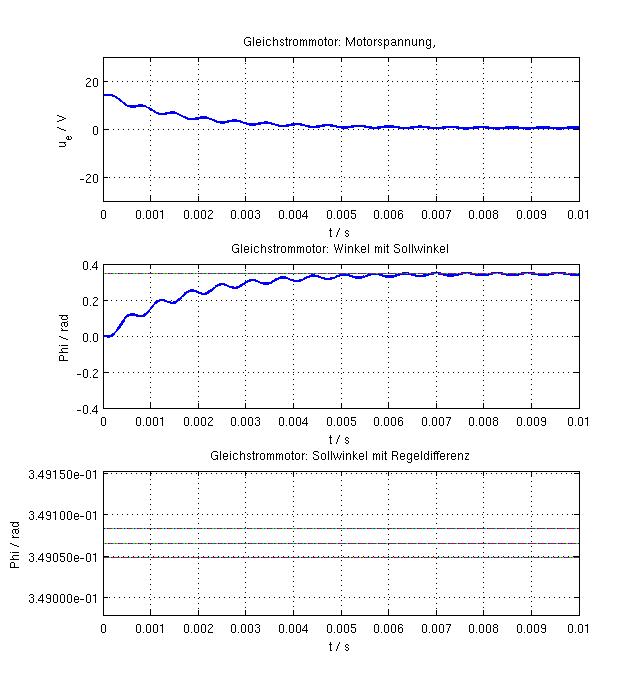 Gleichstrommotor: Motorspannung,
20
0
-20
u_e / V
0 0.001 0.002 0.003 0.004 0.005 0.006 0.007 0.008 0.009 0.01
t / s
Gleichstrommotor: Winkel mit Sollwinkel
0.4
0.2
0.0
-0.2
-0.4
Phi / rad
0 0.001 0.002 0.003 0.004 0.005 0.006 0.007 0.008 0.009 0.01
t / s
Gleichstrommotor: Sollwinkel mit Regeldifferenz
3.49150e-01
3.49100e-01
3.49050e-01
3.49000e-01
Phi / rad
0 0.001 0.002 0.003 0.004 0.005 0.006 0.007 0.008 0.009 0.01
t / s